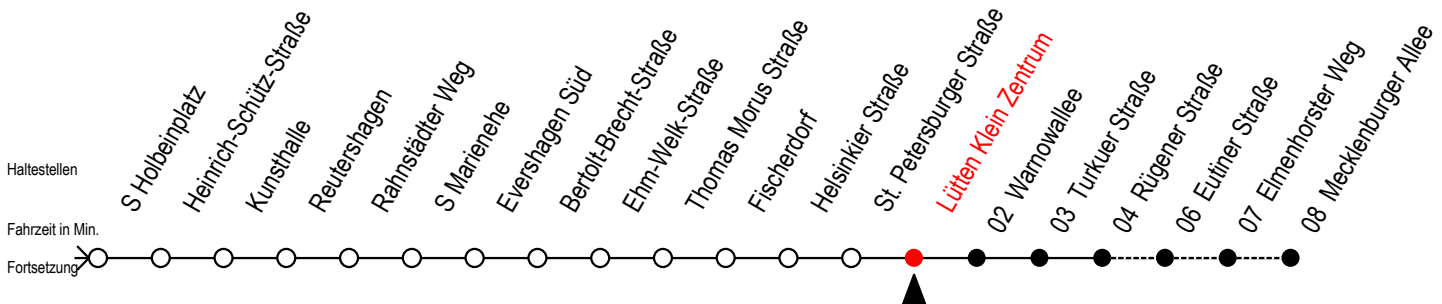 Haltestellen
Fahrzeit in Min.
Fortsetzung
S Holbeinplatz
Heinrich-Schütz-Straße
Kunsthalle
Reutershagen
Rahnstädter Weg
S Marienehe
Evershagen Süd
Bertolt-Brecht-Straße
Ehm-Welk-Straße
Thomas Morus Straße
Fischerdorf
Helsinkier Straße
St. Petersburger Straße
Lütten Klein Zentrum
02 Warnowallee
03 Turkuer Straße
04 Rügener Straße
06 Eutiner Straße
07 Elmenhorster Weg
08 Mecklenburger Allee